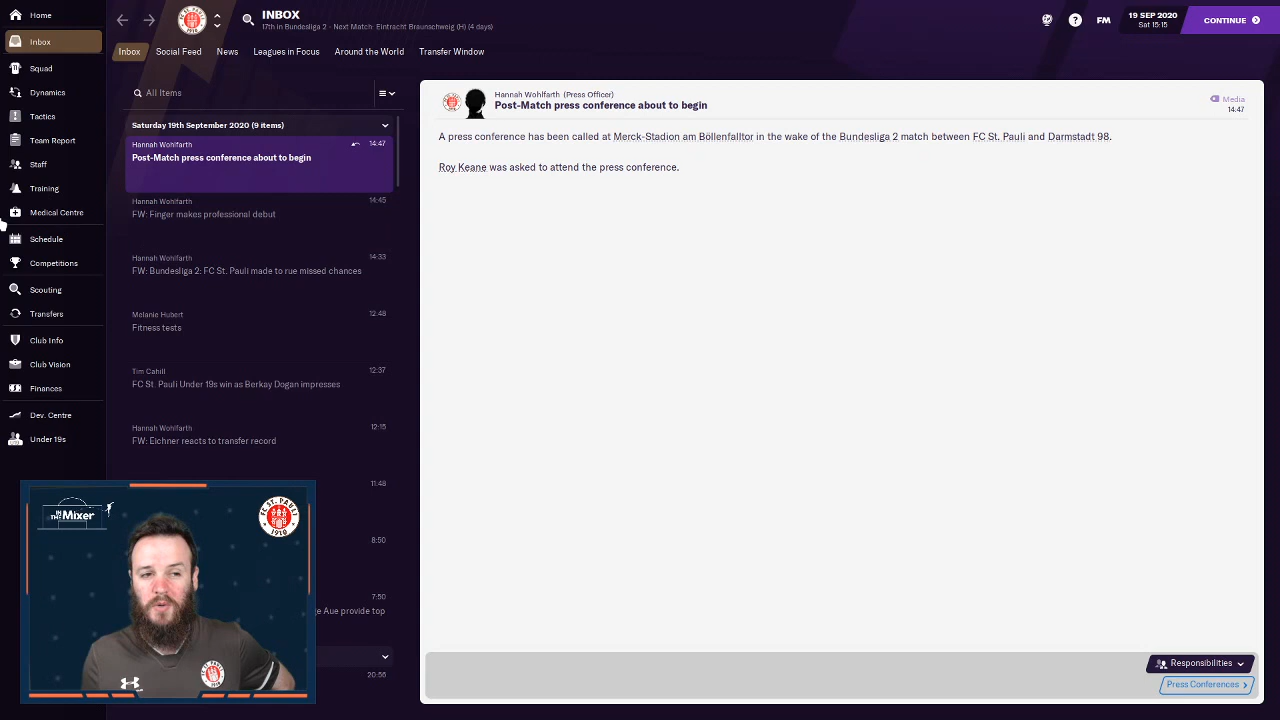 Home
INBOX
17th in Bundesliga 2 - Next Match: Eintracht Braunschweig (H) (4 days)
FM
19 SEP 2020
Sat 15:15
CONTINUE
Inbox
Squad
Dynamics
Tactics
Team Report
Staff
Training
Medical Centre
Schedule
Competitions
Scouting
Transfers
Club Info
Club Vision
Finances
Dev. Centre
Under 19s
Inbox
Social Feed
News
Leagues in Focus
Around the World
Transfer Window
All Items
Saturday 19th September 2020 (9 items)
Hannah Wohlfarth
14:47
Post-Match press conference about to begin
Hannah Wohlfarth
14:45
FW: Finger makes professional debut
Hannah Wohlfarth
14:33
FW: Bundesliga 2: FC St. Pauli made to rue missed chances
Melanie Hubert
12:48
Fitness tests
Tim Cahill
12:37
FC St. Pauli Under 19s win as Berkay Dogan impresses
Hannah Wohlfarth
12:15
FW: Eichner reacts to transfer record
11:48
8:50
7:50
ge Aue provide top
20:56
Hannah Wohlfarth (Press Officer)
Post-Match press conference about to begin
Media
14:47
A press conference has been called at Merck-Stadion am Böllenfalltor in the wake of the Bundesliga 2 match between FC St. Pauli and Darmstadt 98.
Roy Keane was asked to attend the press conference.
Responsibilities
Press Conferences
IN THE Mixer
FC ST. PAULI
1910